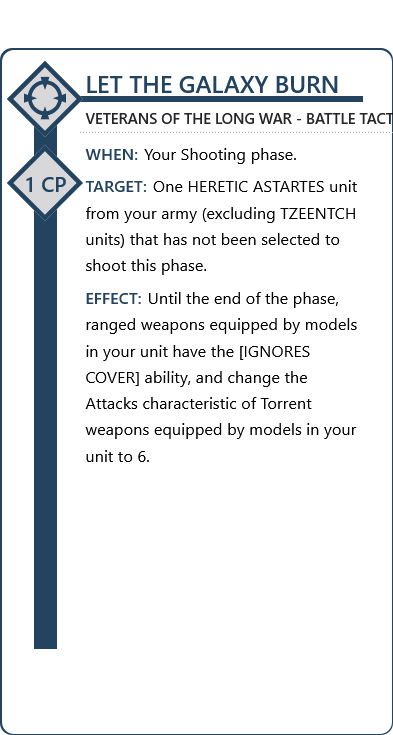 LET THE GALAXY BURN
VETERANS OF THE LONG WAR - BATTLE TACT
1 CP
WHEN: Your Shooting phase.
TARGET: One HERETIC ASTARTES unit
from your army (excluding TZEENTCH
units) that has not been selected to
shoot this phase.
EFFECT: Until the end of the phase,
ranged weapons equipped by models
in your unit have the [IGNORES
COVER] ability, and change the
Attacks characteristic of Torrent
weapons equipped by models in your
unit to 6.